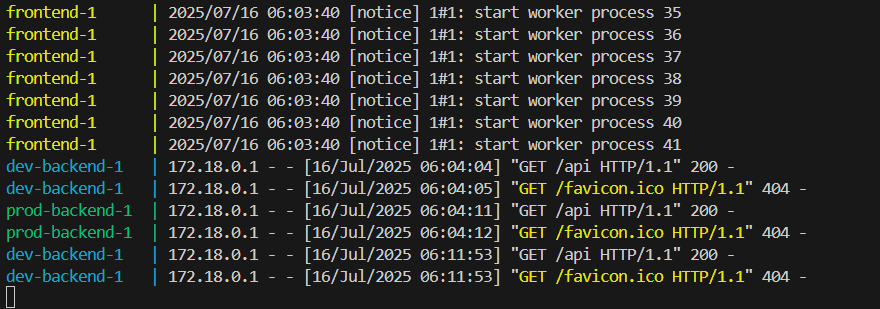 frontend-1 | 2025/07/16 06:03:40 [notice] 1#1: start worker process 35
frontend-1 | 2025/07/16 06:03:40 [notice] 1#1: start worker process 36
frontend-1 | 2025/07/16 06:03:40 [notice] 1#1: start worker process 37
frontend-1 | 2025/07/16 06:03:40 [notice] 1#1: start worker process 38
frontend-1 | 2025/07/16 06:03:40 [notice] 1#1: start worker process 39
frontend-1 | 2025/07/16 06:03:40 [notice] 1#1: start worker process 40
frontend-1 | 2025/07/16 06:03:40 [notice] 1#1: start worker process 41
dev-backend-1 | 172.18.0.1 - - [16/Jul/2025 06:04:04] "GET /api HTTP/1.1" 200 -
dev-backend-1 | 172.18.0.1 - - [16/Jul/2025 06:04:05] "GET /favicon.ico HTTP/1.1" 404 -
prod-backend-1 | 172.18.0.1 - - [16/Jul/2025 06:04:11] "GET /api HTTP/1.1" 200 -
prod-backend-1 | 172.18.0.1 - - [16/Jul/2025 06:04:12] "GET /favicon.ico HTTP/1.1" 404 -
dev-backend-1 | 172.18.0.1 - - [16/Jul/2025 06:11:53] "GET /api HTTP/1.1" 200 -
dev-backend-1 | 172.18.0.1 - - [16/Jul/2025 06:11:53] "GET /favicon.ico HTTP/1.1" 404 -